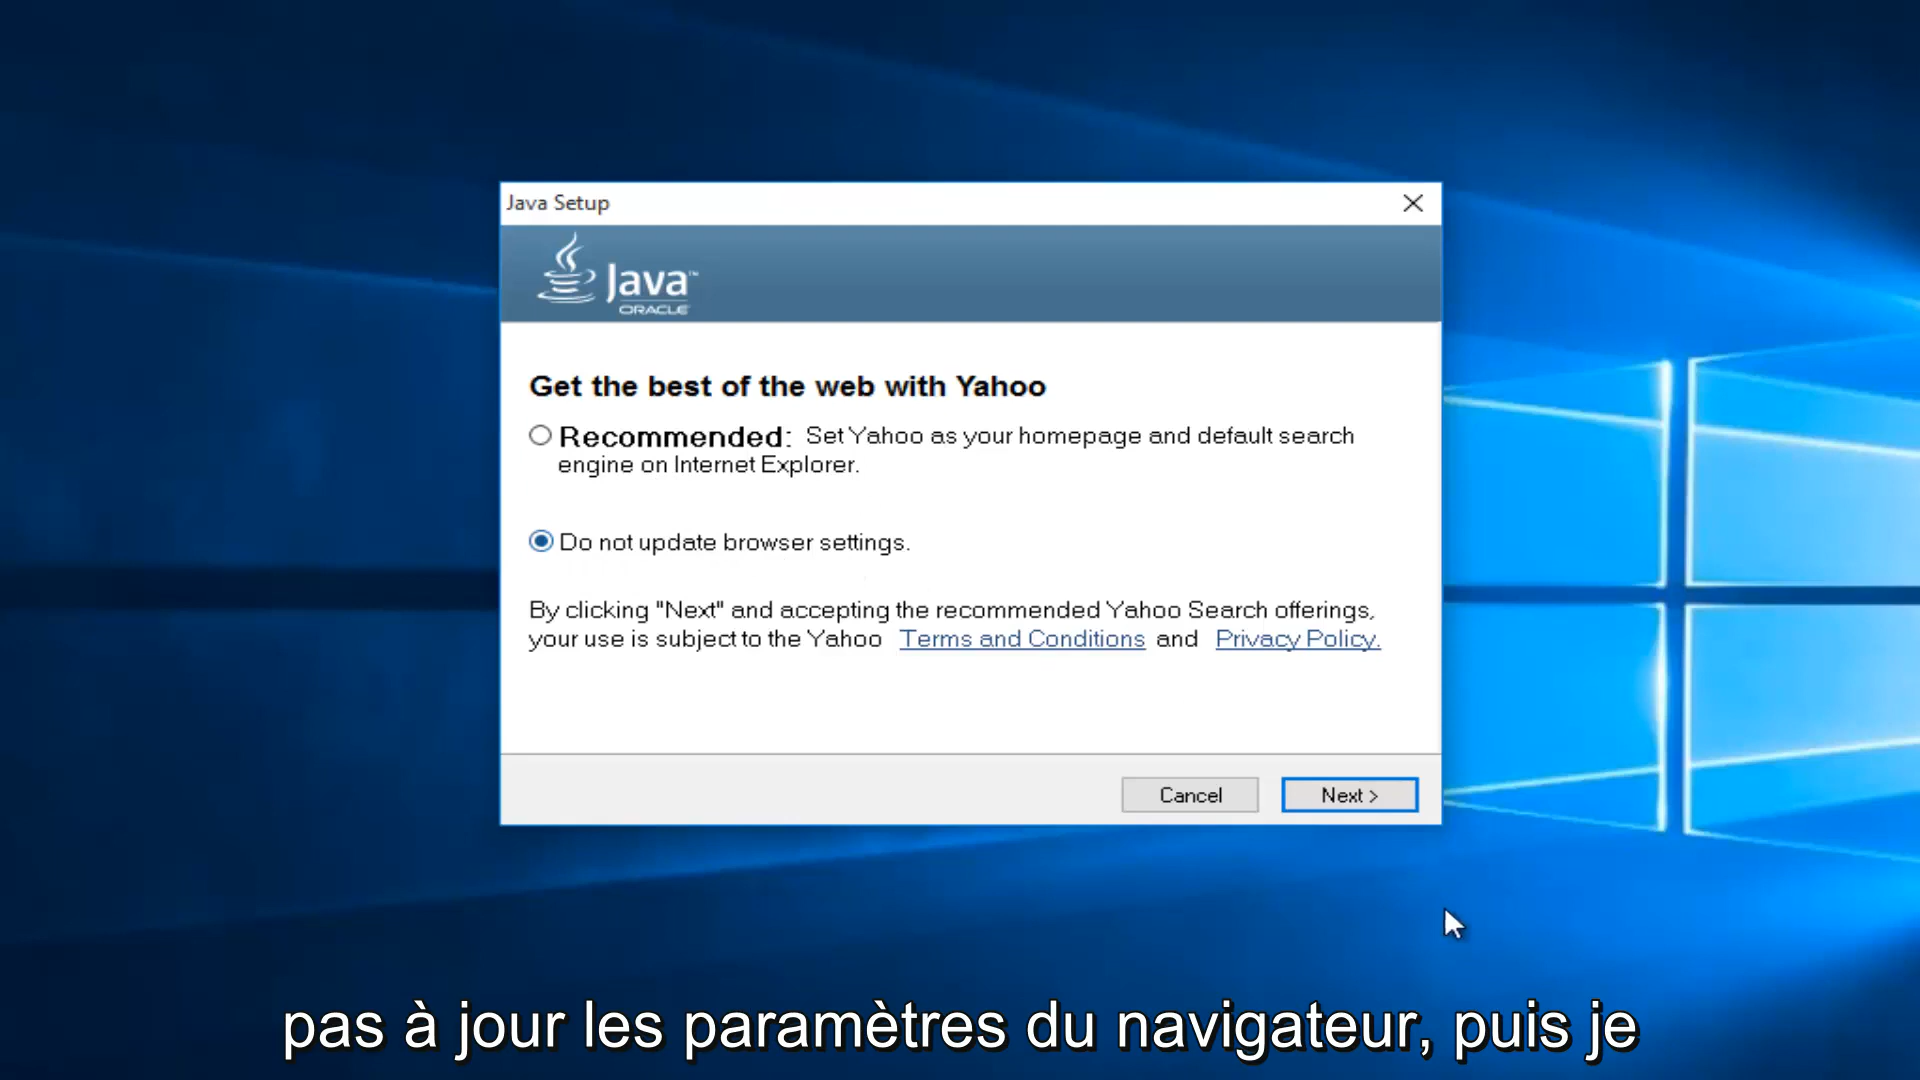 Java Setup
Java™
ORACLE
Get the best of the web with Yahoo
Recommended: Set Yahoo as your homepage and default search
engine on Internet Explorer.
Do not update browser settings.
By clicking "Next" and accepting the recommended Yahoo Search offerings,
your use is subject to the Yahoo Terms and Conditions and Privacy Policy.
Cancel
Next >
pas à jour les paramètres du navigateur, puis je